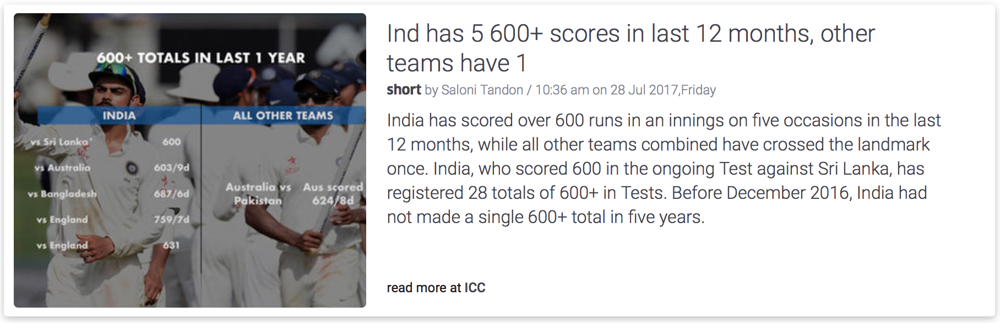 600+ TOTALS IN LAST 1 YEAR
INDIA ALL OTHER TEAMS
vs Sri Lanka* 600
vs Australia 603/9d
vs Bangladesh 687/6d
vs England 759/7d
vs England 631
Australia vs Aus scored
Pakistan 624/8d
Ind has 5 600+ scores in last 12 months, other
teams have 1
short by Saloni Tandon / 10:36 am on 28 Jul 2017,Friday
India has scored over 600 runs in an innings on five occasions in the last
12 months, while all other teams combined have crossed the landmark
once. India, who scored 600 in the ongoing Test against Sri Lanka, has
registered 28 totals of 600+ in Tests. Before December 2016, India had
not made a single 600+ total in five years.
read more at ICC